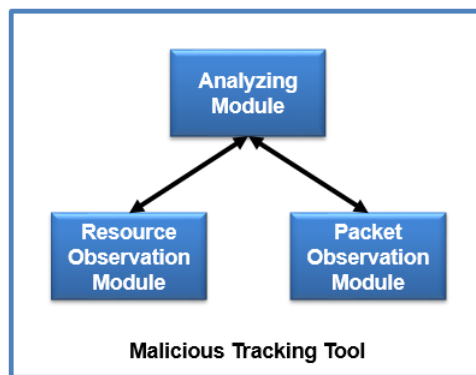 Analyzing
Module
Resource
Observation
Module
Packet
Observation
Module
Malicious Tracking Tool